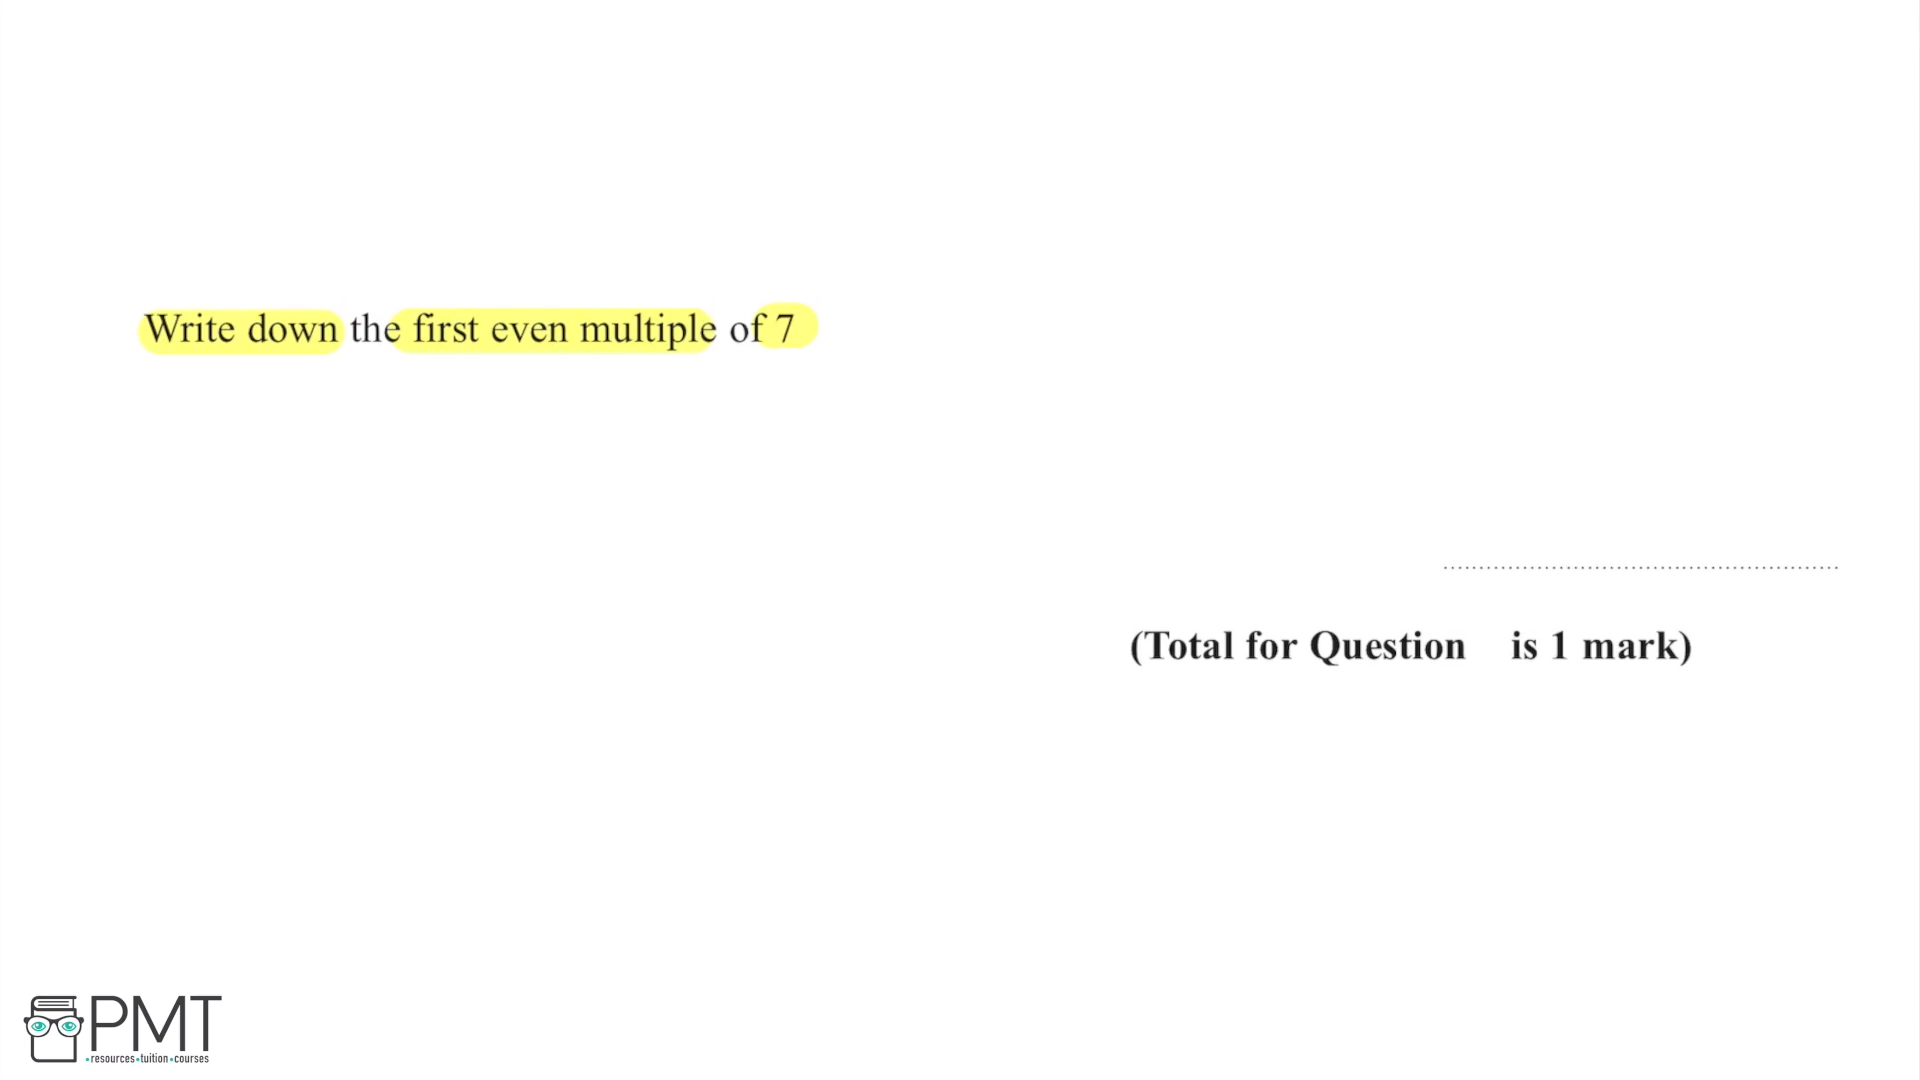 Write down the first even multiple of 7
(Total for Question is 1 mark)
PMT
•resources•tuition•courses